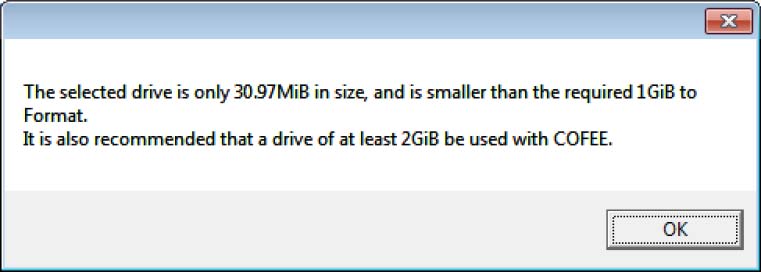 The selected drive is only 30.97MiB in size, and is smaller than the required 1GiB to
Format.
It is also recommended that a drive of at least 2GiB be used with COFEE.
OK